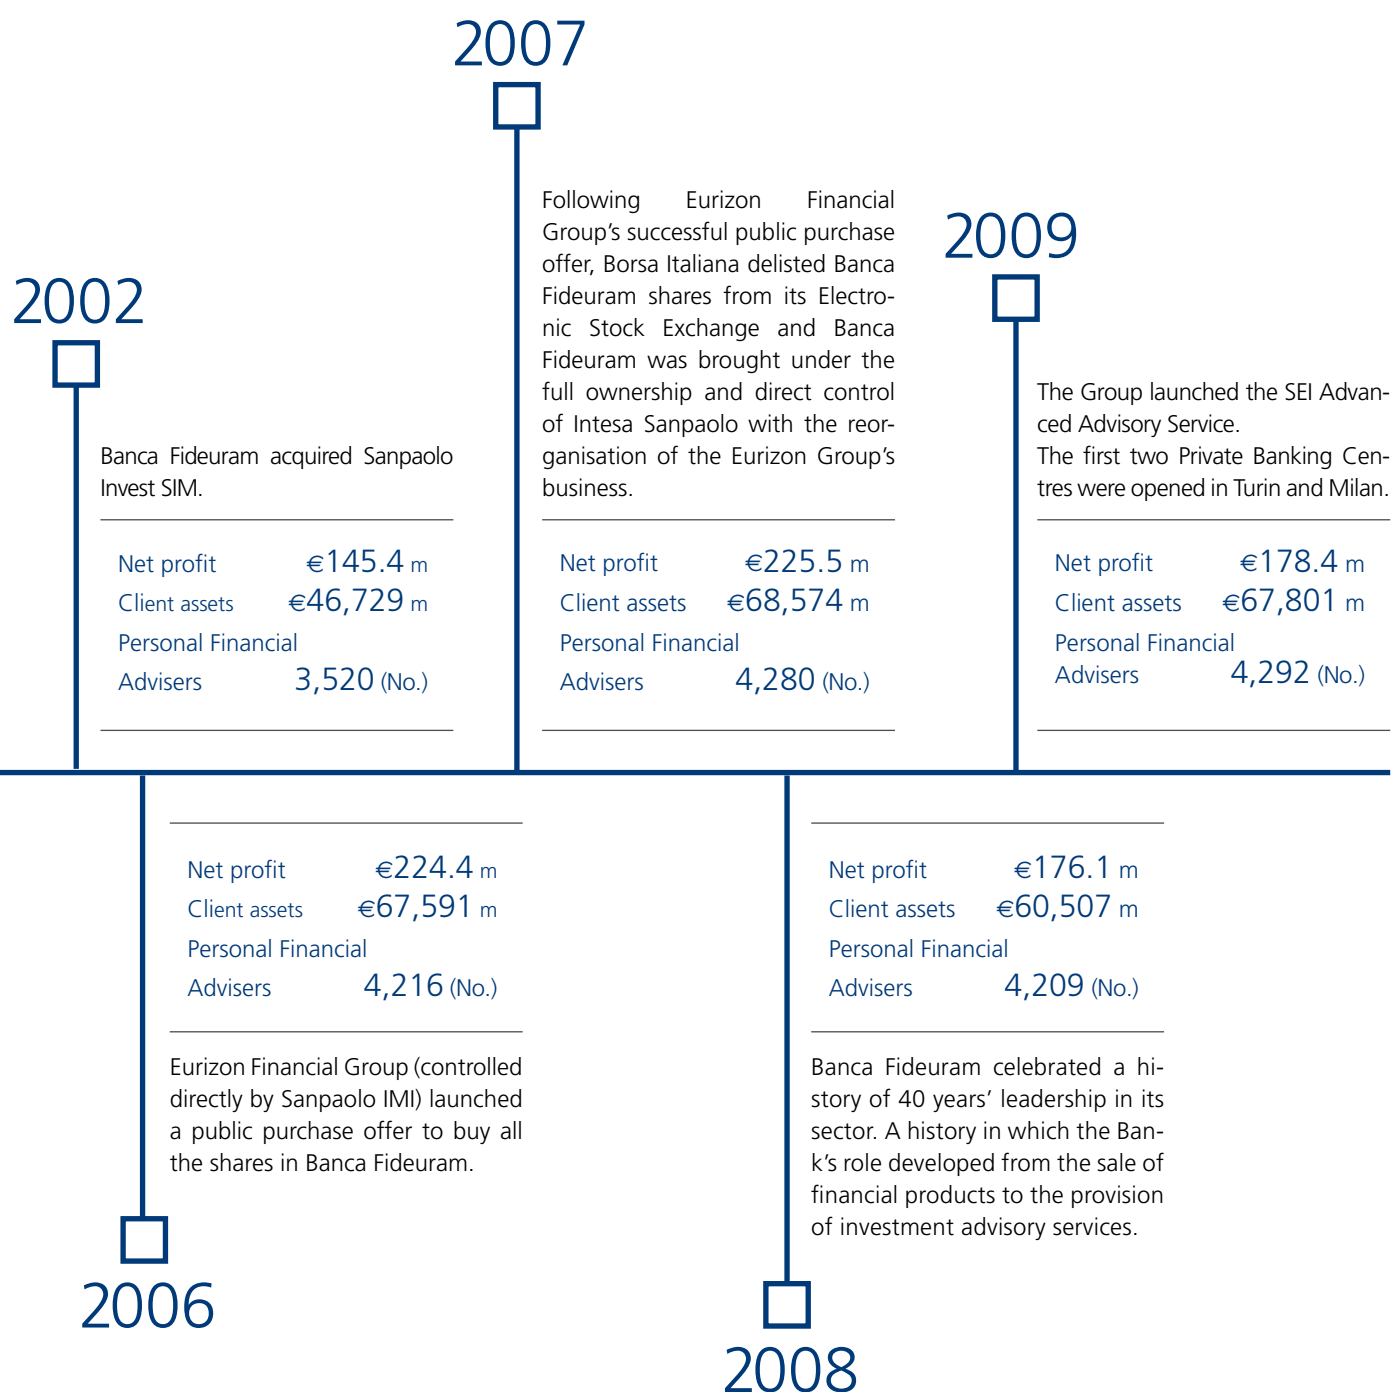 2002
Banca Fideuram acquired Sanpaolo
Invest SIM.
Net profit €145.4 m
Client assets €46,729 m
Personal Financial
Advisers 3,520 (No.)
2006
Net profit €224.4 m
Client assets €67,591 m
Personal Financial
Advisers 4,216 (No.)
Eurizon Financial Group (controlled
directly by Sanpaolo IMI) launched
a public purchase offer to buy all
the shares in Banca Fideuram.
2007
Following Eurizon Financial
Group's successful public purchase
offer, Borsa Italiana delisted Banca
Fideuram shares from its Electro-
nic Stock Exchange and Banca
Fideuram was brought under the
full ownership and direct control
of Intesa Sanpaolo with the reor-
ganisation of the Eurizon Group's
business.
Net profit €225.5 m
Client assets €68,574 m
Personal Financial
Advisers 4,280 (No.)
2008
Net profit €176.1 m
Client assets €60,507 m
Personal Financial
Advisers 4,209 (No.)
Banca Fideuram celebrated a hi-
story of 40 years' leadership in its
sector. A history in which the Ban-
k's role developed from the sale of
financial products to the provision
of investment advisory services.
2009
The Group launched the SEI Advan-
ced Advisory Service.
The first two Private Banking Cen-
tres were opened in Turin and Milan.
Net profit €178.4 m
Client assets €67,801 m
Personal Financial
Advisers 4,292 (No.)